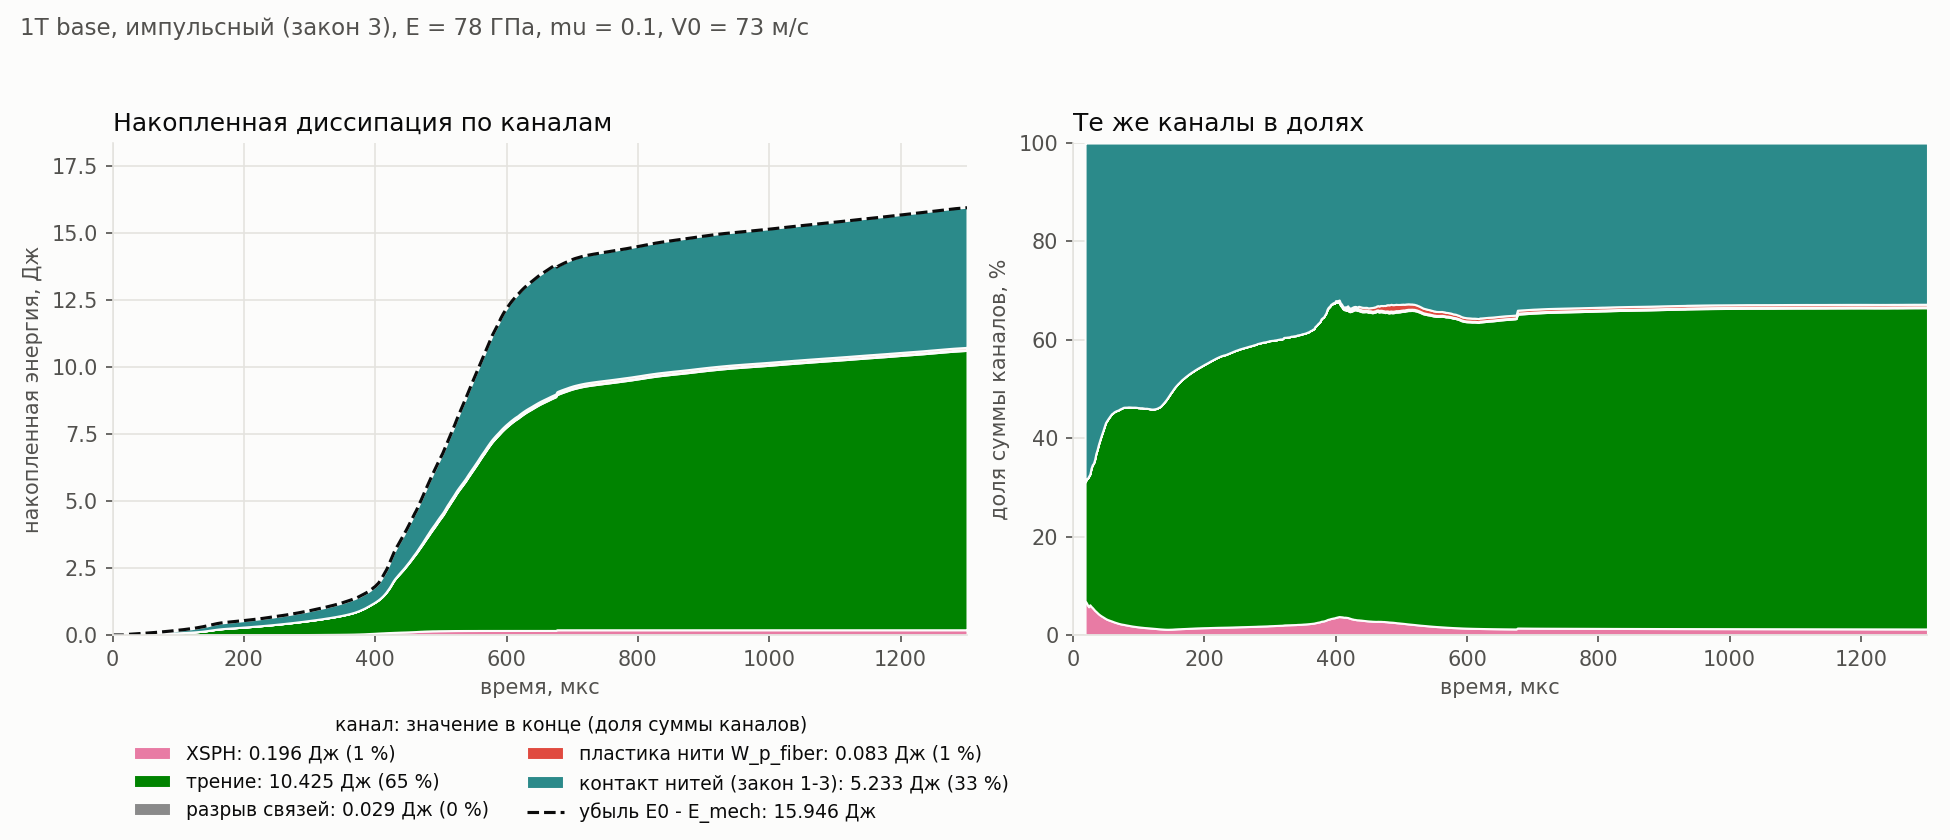 1T base, импульсный (закон 3), E = 78 ГПа, mu = 0.1, V0 = 73 м/с
Накопленная диссипация по каналам
накопленная энергия, Дж
17.5
15.0
12.5
10.0
7.5
5.0
2.5
0.0
0 200 400 600 800 1000 1200
время, мкс
Те же каналы в долях
доля суммы каналов, %
100
80
60
40
20
0
0 200 400 600 800 1000 1200
время, мкс
канал: значение в конце (доля суммы каналов)
XSPH: 0.196 Дж (1 %)
трение: 10.425 Дж (65 %)
разрыв связей: 0.029 Дж (0 %)
пластика нити W_p_fiber: 0.083 Дж (1 %)
контакт нитей (закон 1-3): 5.233 Дж (33 %)
убыль E0 - E_mech: 15.946 Дж